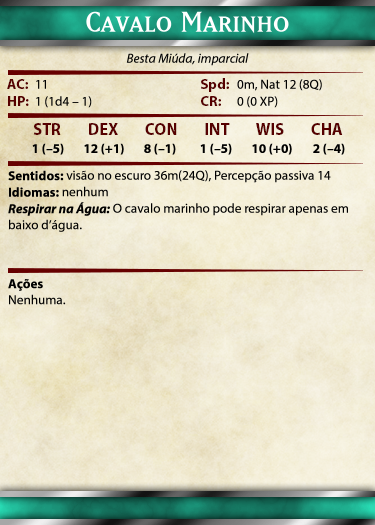 Cavalo Marinho
Besta Miúda, imparcial
AC: 11 Spd: 0m, Nat 12 (8Q)
HP: 1 (1d4 – 1) CR: 0 (0 XP)
STR DEX CON INT WIS CHA
1 (–5) 12 (+1) 8 (–1) 1 (–5) 10 (+0) 2 (–4)
Sentidos: visão no escuro 36m(24Q), Percepção passiva 14
Idiomas: nenhum
Respirar na Água: O cavalo marinho pode respirar apenas em
baixo d’água.
Ações
Nenhuma.